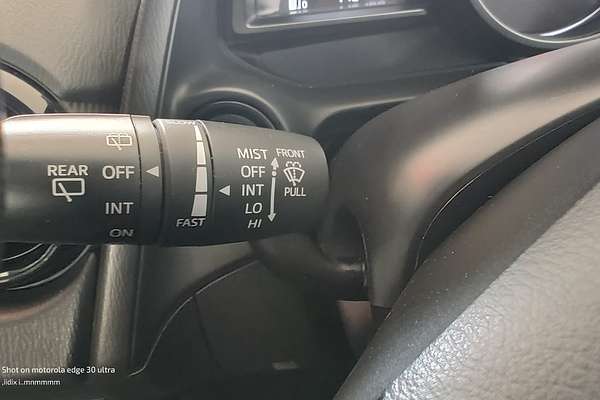 REAR
OFF
INT
ON
FAST
MIST
OFF
INT
LO
HI
FRONT
PULL
Shot on motorola edge 30 ultra